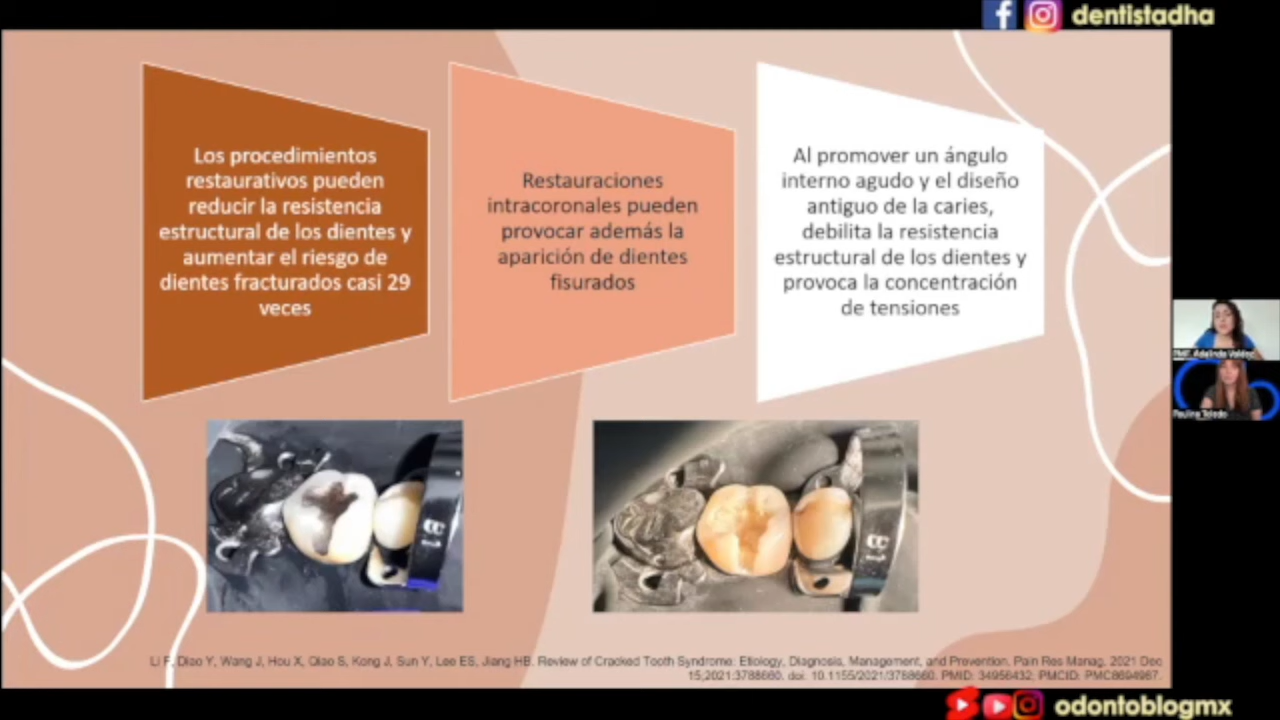 dentistadha
Los procedimientos
restaurativos pueden
reducir la resistencia
estructural de los dientes y
aumentar el riesgo de
dientes fracturados casi 29
veces
Restauraciones
intracoronales pueden
provocar además la
aparición de dientes
fisurados
Al promover un ángulo
interno agudo y el diseño
antiguo de la caries,
debilita la resistencia
estructural de los dientes y
provoca la concentración
de tensiones
Paulina Toledo
Li F, Diao Y, Wang J, Hou X, Qiao S, Kong J, Sun Y, Lee ES, Jiang HB. Review of Cracked Tooth Syndrome: Etiology, Diagnosis, Management, and Prevention. Pain Res Manag. 2021 Dec
15;2021:3788660. doi: 10.1155/2021/3788660. PMID: 34956432; PMCID: PMC8694987.
odontoblogmx